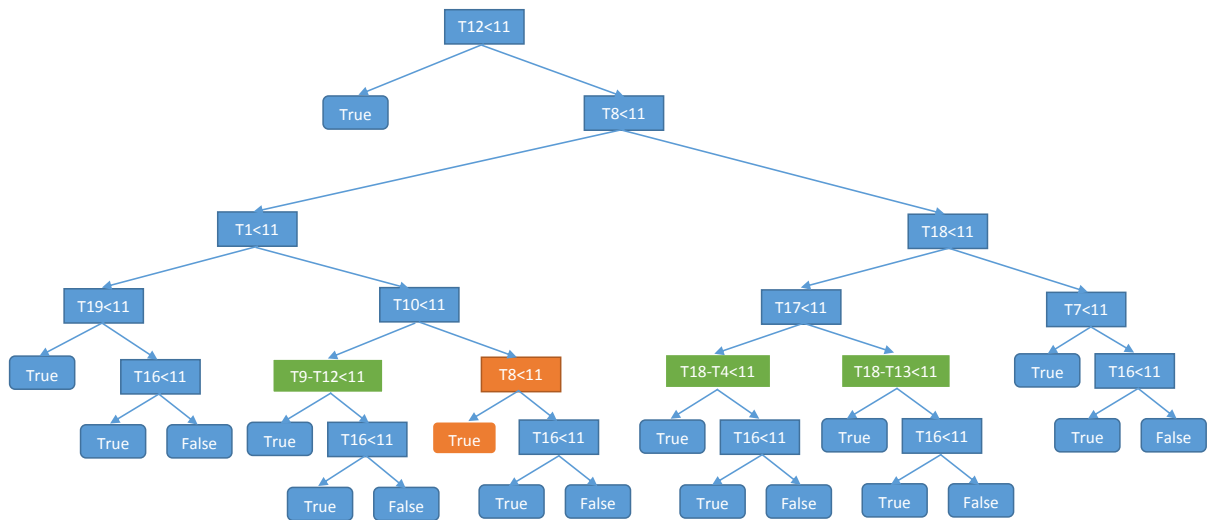 T12<11
True
T8<11
T1<11
T18<11
T19<11
T10<11
T17<11
T7<11
True
T16<11
T9-T12<11
T8<11
T18-T4<11
T18-T13<11
True
T16<11
True
False
True
T16<11
True
T16<11
True
T16<11
True
T16<11
True
False
True
False
True
False
True
False
True
False